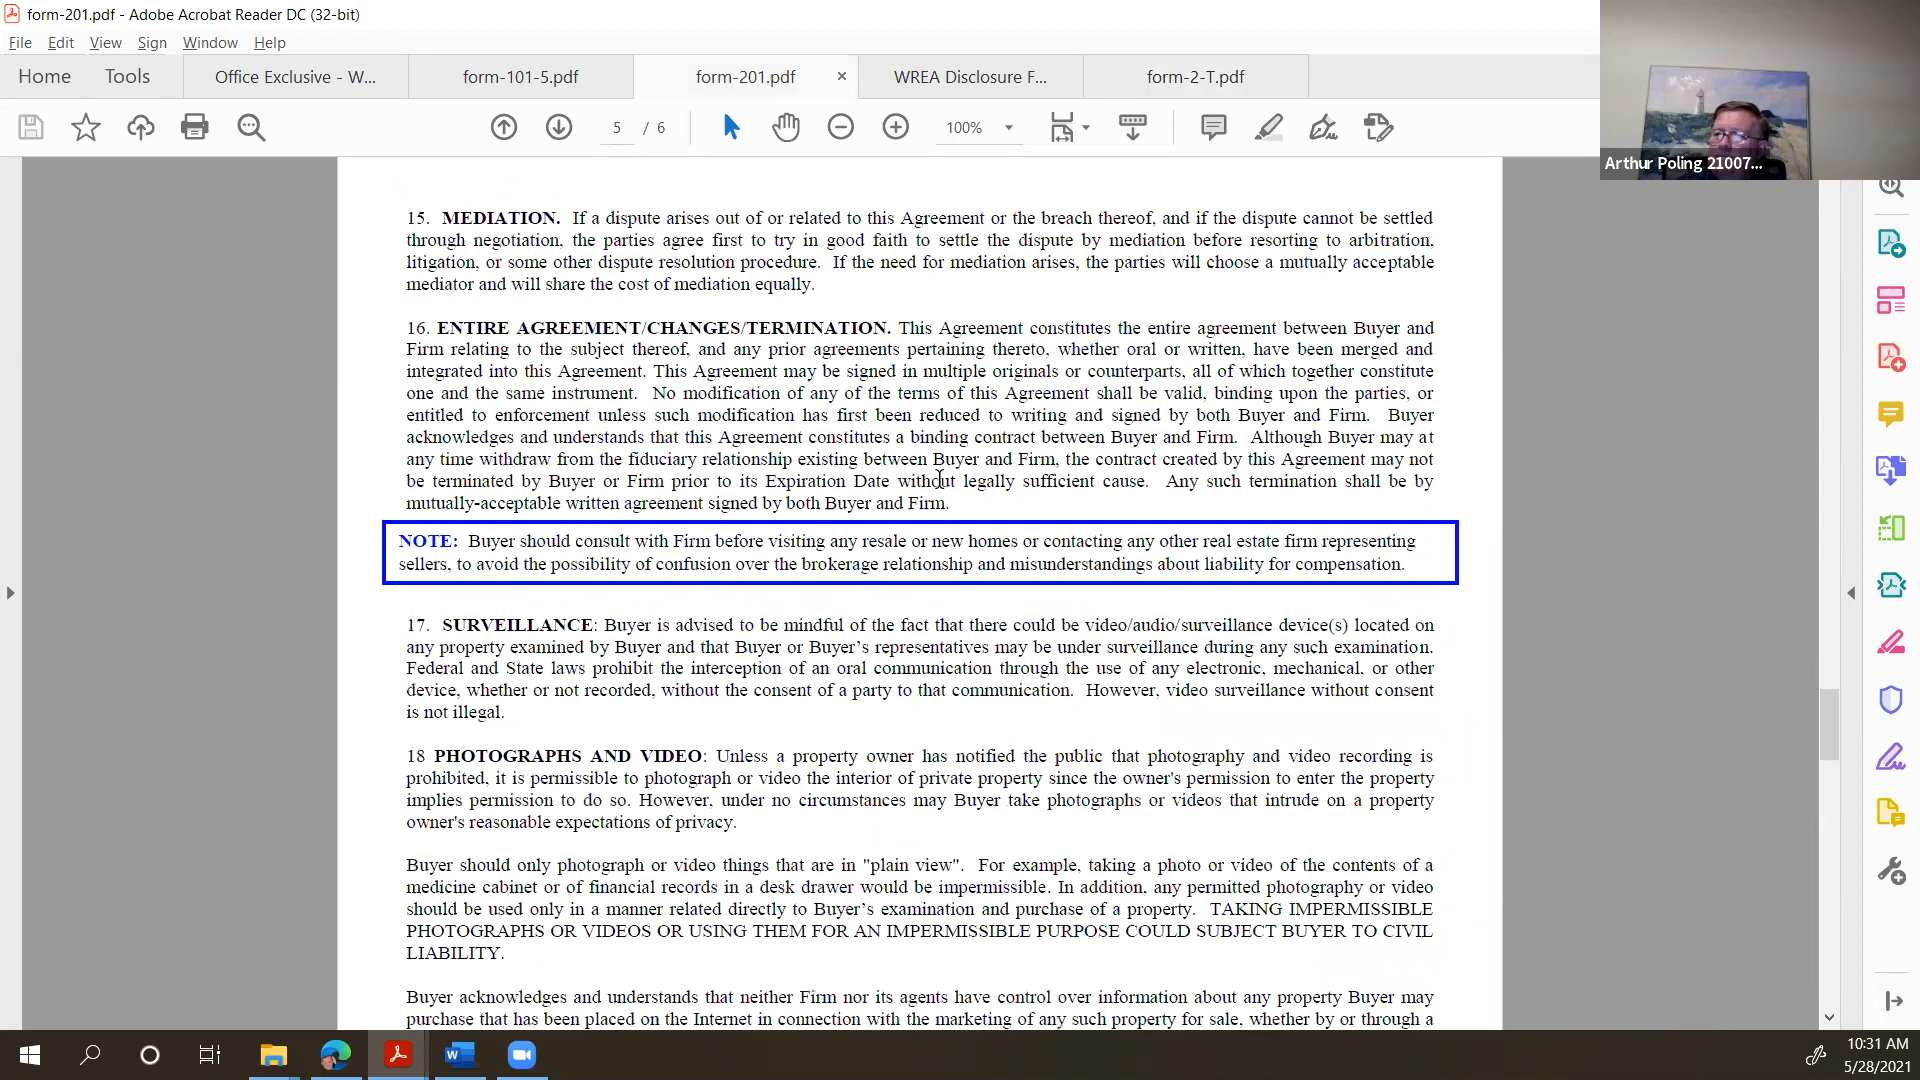 form-201.pdf - Adobe Acrobat Reader DC (32-bit)
File Edit View Sign Window Help
Home Tools Office Exclusive - W... form-101-5.pdf form-201.pdf × WREA Disclosure F... form-2-T.pdf
5 / 6 100%
Arthur Poling 21007...
15. MEDIATION. If a dispute arises out of or related to this Agreement or the breach thereof, and if the dispute cannot be settled
through negotiation, the parties agree first to try in good faith to settle the dispute by mediation before resorting to arbitration,
litigation, or some other dispute resolution procedure. If the need for mediation arises, the parties will choose a mutually acceptable
mediator and will share the cost of mediation equally.
16. ENTIRE AGREEMENT/CHANGES/TERMINATION. This Agreement constitutes the entire agreement between Buyer and
Firm relating to the subject thereof, and any prior agreements pertaining thereto, whether oral or written, have been merged and
integrated into this Agreement. This Agreement may be signed in multiple originals or counterparts, all of which together constitute
one and the same instrument. No modification of any of the terms of this Agreement shall be valid, binding upon the parties, or
entitled to enforcement unless such modification has first been reduced to writing and signed by both Buyer and Firm. Buyer
acknowledges and understands that this Agreement constitutes a binding contract between Buyer and Firm. Although Buyer may at
any time withdraw from the fiduciary relationship existing between Buyer and Firm, the contract created by this Agreement may not
be terminated by Buyer or Firm prior to its Expiration Date without legally sufficient cause. Any such termination shall be by
mutually-acceptable written agreement signed by both Buyer and Firm.
NOTE: Buyer should consult with Firm before visiting any resale or new homes or contacting any other real estate firm representing
sellers, to avoid the possibility of confusion over the brokerage relationship and misunderstandings about liability for compensation.
17. SURVEILLANCE: Buyer is advised to be mindful of the fact that there could be video/audio/surveillance device(s) located on
any property examined by Buyer and that Buyer or Buyer's representatives may be under surveillance during any such examination.
Federal and State laws prohibit the interception of an oral communication through the use of any electronic, mechanical, or other
device, whether or not recorded, without the consent of a party to that communication. However, video surveillance without consent
is not illegal.
18 PHOTOGRAPHS AND VIDEO: Unless a property owner has notified the public that photography and video recording is
prohibited, it is permissible to photograph or video the interior of private property since the owner's permission to enter the property
implies permission to do so. However, under no circumstances may Buyer take photographs or videos that intrude on a property
owner's reasonable expectations of privacy.
Buyer should only photograph or video things that are in "plain view". For example, taking a photo or video of the contents of a
medicine cabinet or of financial records in a desk drawer would be impermissible. In addition, any permitted photography or video
should be used only in a manner related directly to Buyer's examination and purchase of a property. TAKING IMPERMISSIBLE
PHOTOGRAPHS OR VIDEOS OR USING THEM FOR AN IMPERMISSIBLE PURPOSE COULD SUBJECT BUYER TO CIVIL
LIABILITY.
Buyer acknowledges and understands that neither Firm nor its agents have control over information about any property Buyer may
purchase that has been placed on the Internet in connection with the marketing of any such property for sale, whether by or through a
10:31 AM
5/28/2021